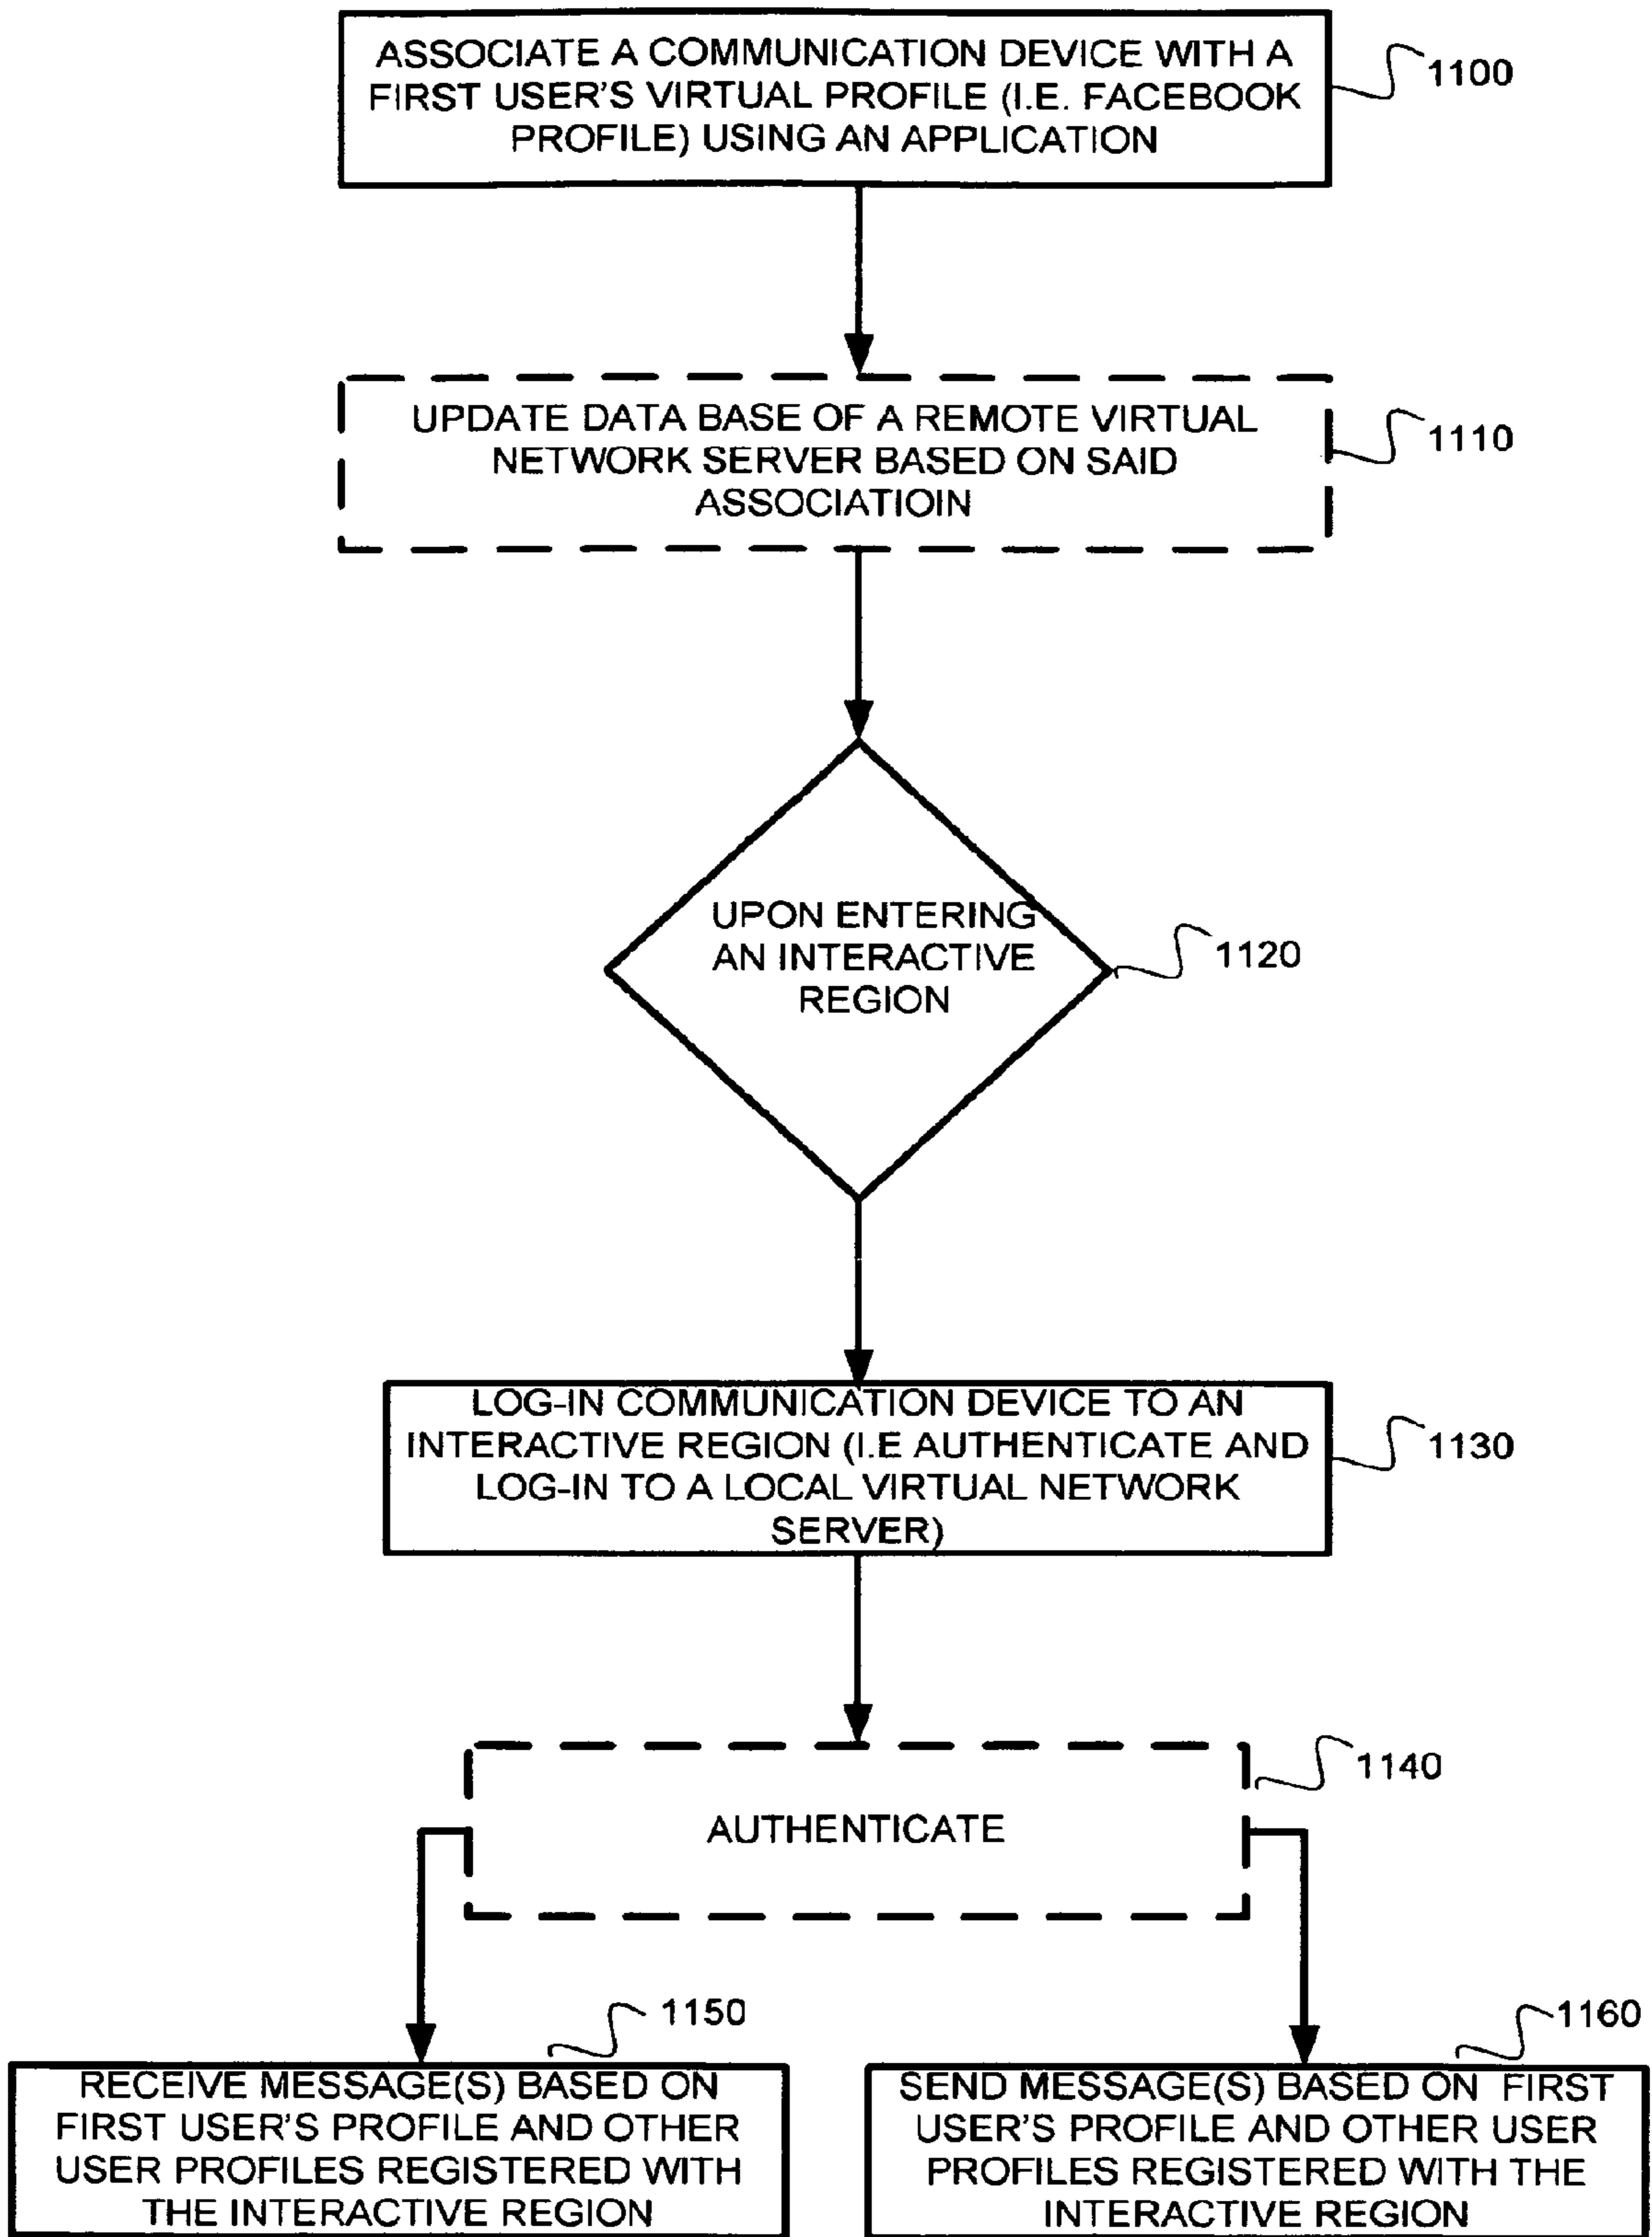 ASSOCIATE A COMMUNICATION DEVICE WITH A
FIRST USER'S VIRTUAL PROFILE (I.E. FACEBOOK
PROFILE) USING AN APPLICATION
1100
UPDATE DATA BASE OF A REMOTE VIRTUAL
NETWORK SERVER BASED ON SAID
ASSOCIATIOIN
1110
UPON ENTERING
AN INTERACTIVE
REGION
1120
LOG-IN COMMUNICATION DEVICE TO AN
INTERACTIVE REGION (I.E AUTHENTICATE AND
LOG-IN TO A LOCAL VIRTUAL NETWORK
SERVER)
1130
AUTHENTICATE
1140
1150
RECEIVE MESSAGE(S) BASED ON
FIRST USER'S PROFILE AND OTHER
USER PROFILES REGISTERED WITH
THE INTERACTIVE REGION
1160
SEND MESSAGE(S) BASED ON FIRST
USER'S PROFILE AND OTHER USER
PROFILES REGISTERED WITH THE
INTERACTIVE REGION